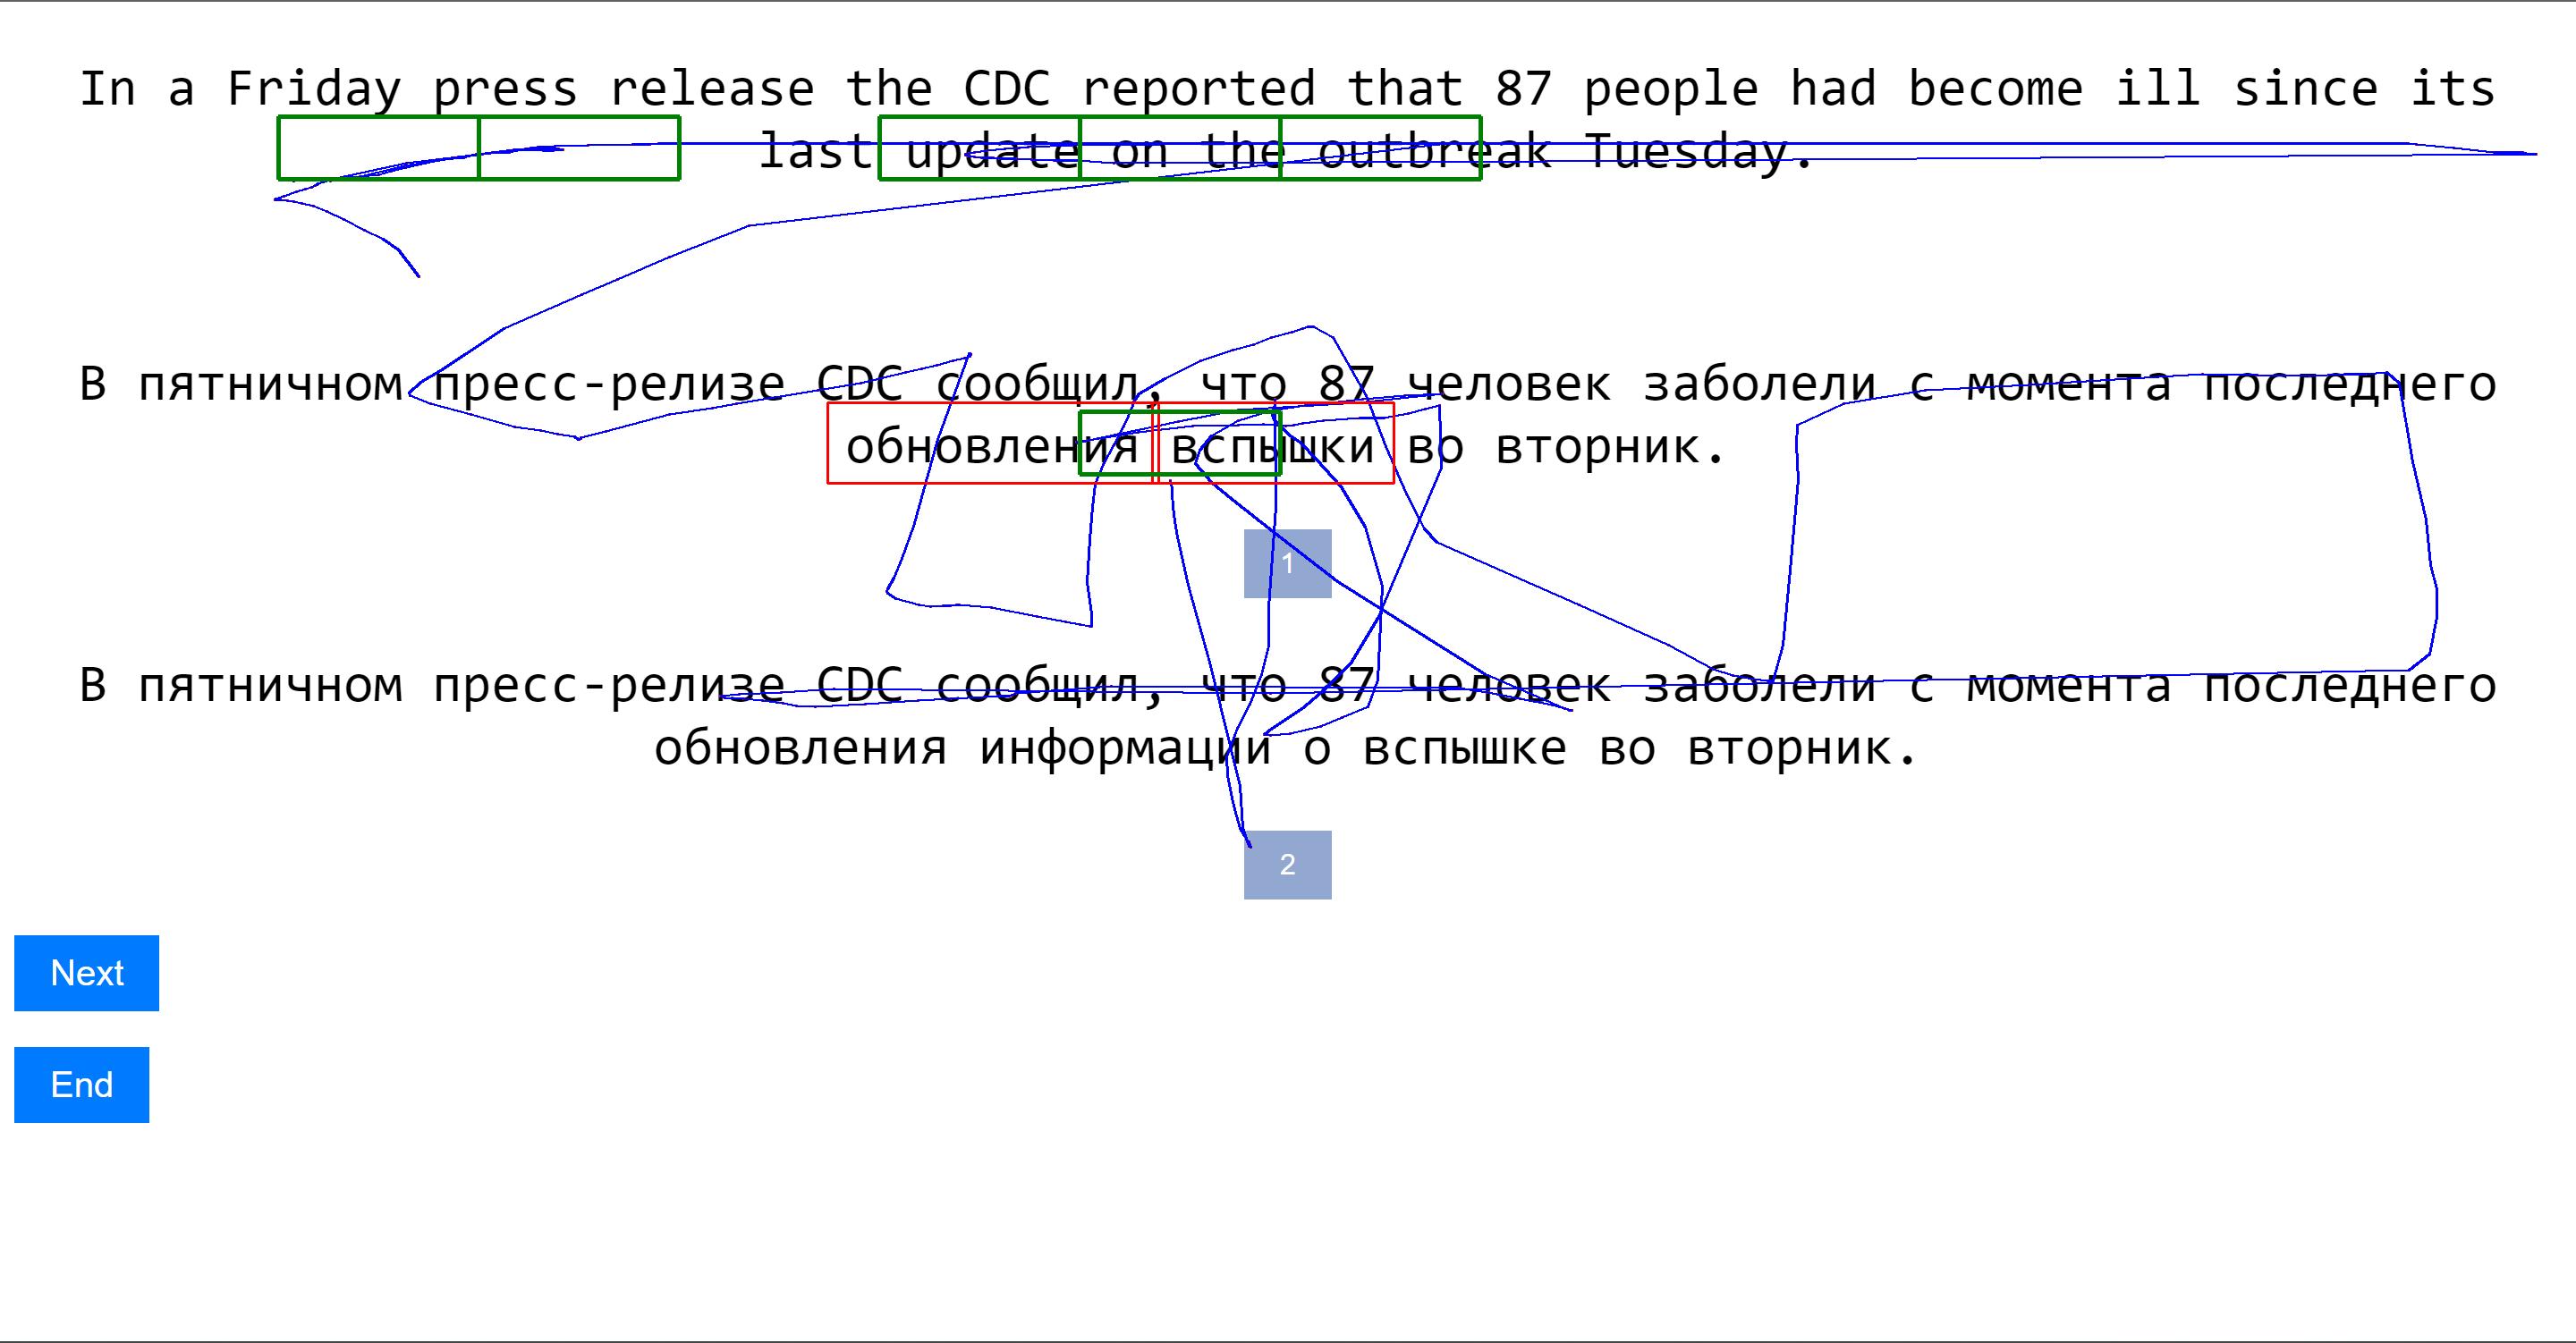 In a Friday press release the CDC reported that 87 people had become ill since its
last update on the outbreak Tuesday.
В пятничном пресс-релизе CDC сообщил, что 87 человек заболели с момента последнего
обновления вспышки во вторник.
1
В пятничном пресс-релизе CDC сообщил, что 87 человек заболели с момента последнего
обновления информации о вспышке во вторник.
2
Next
End